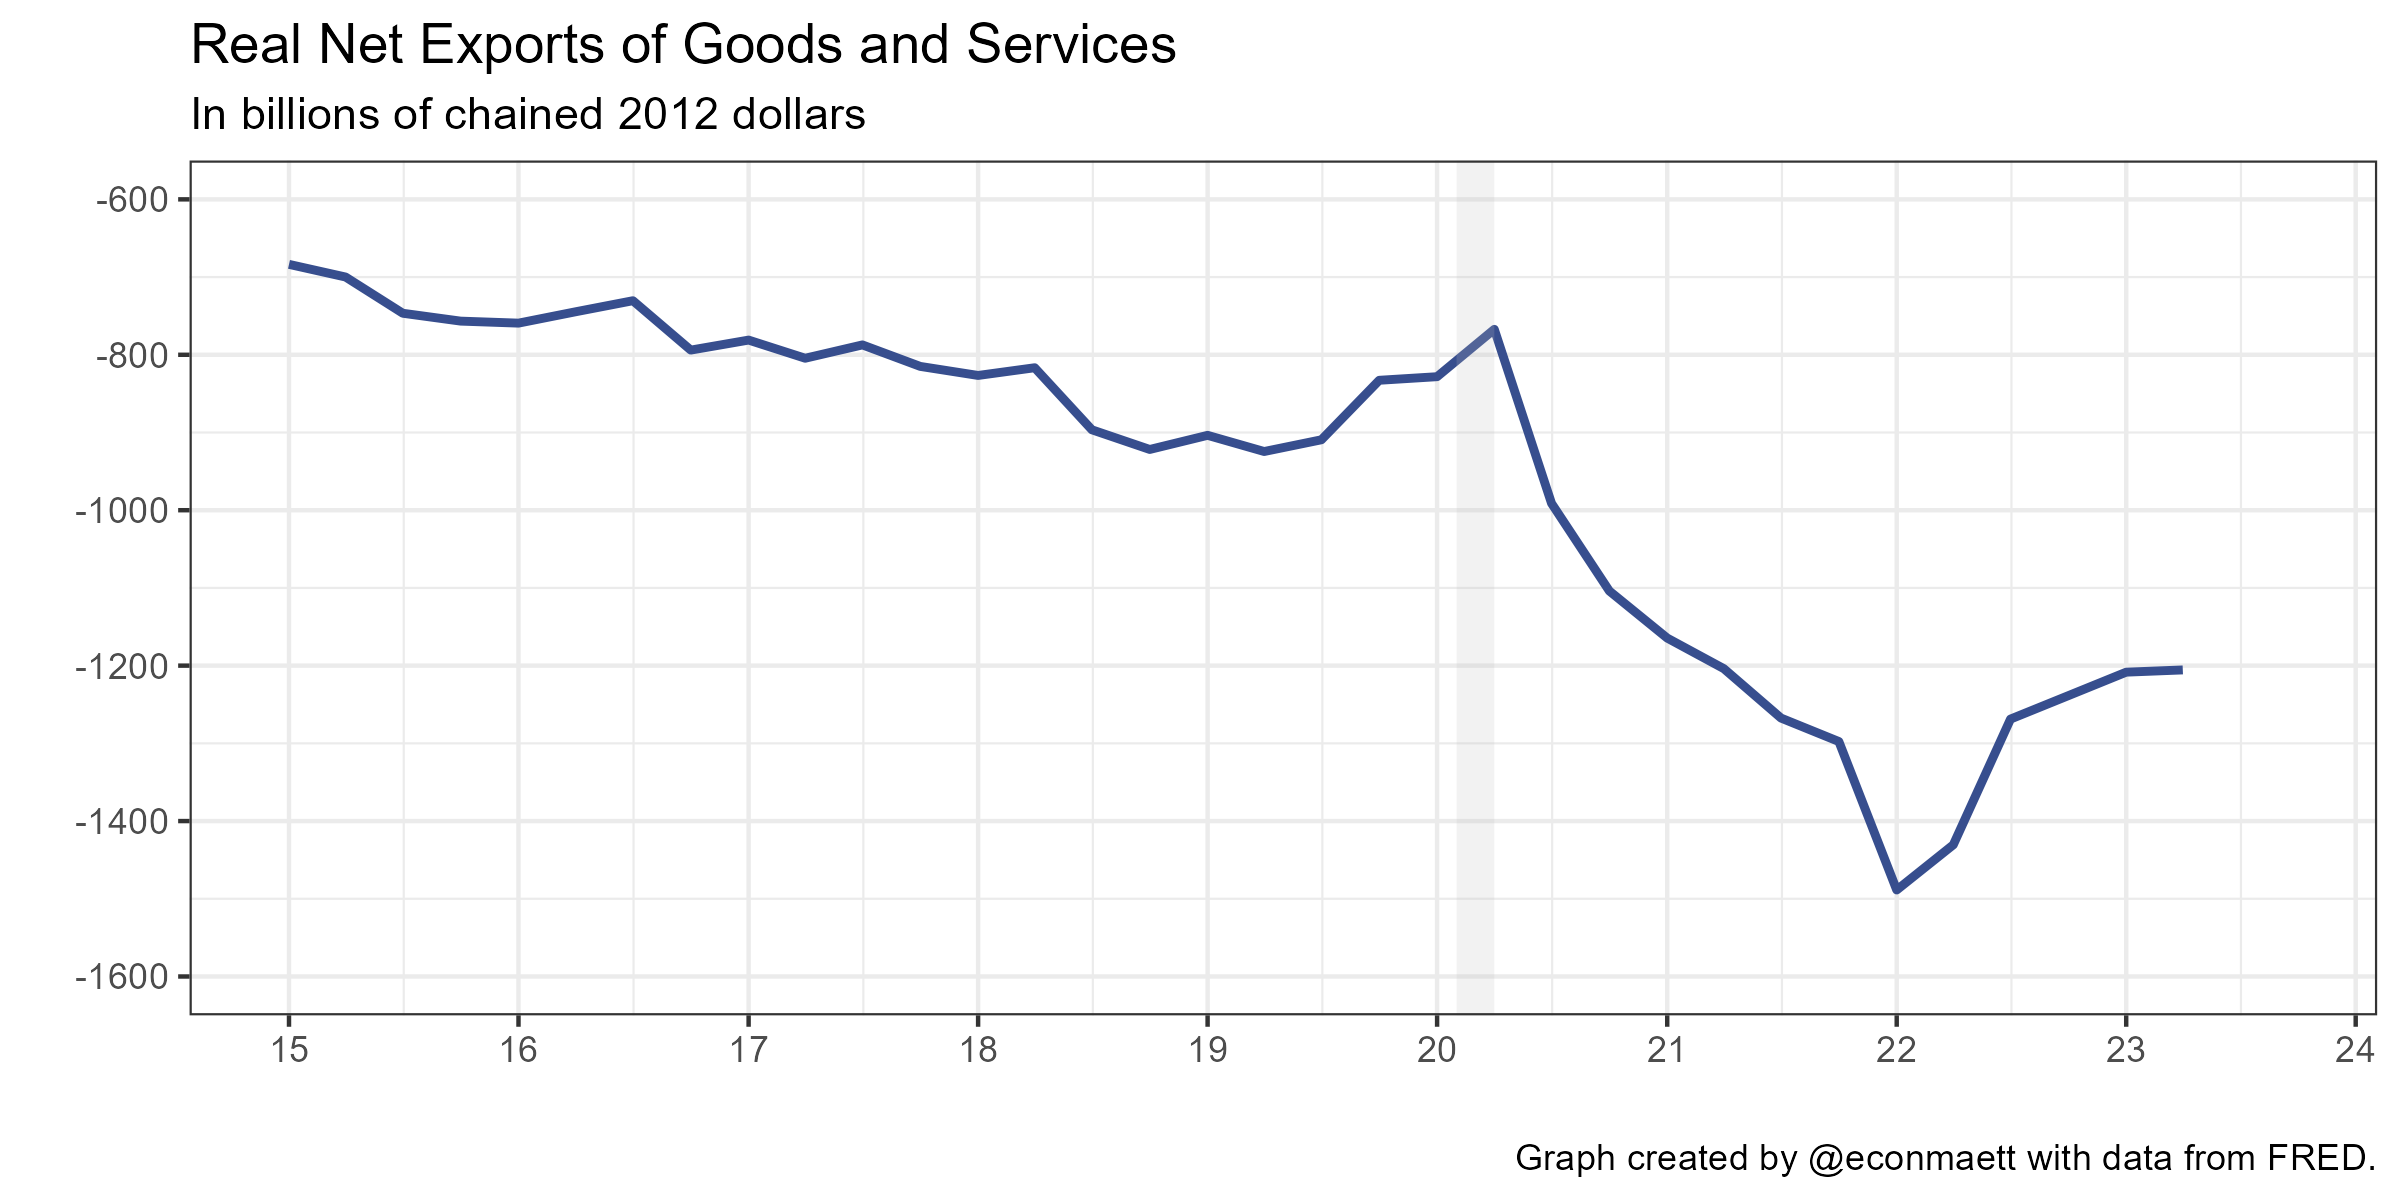 Real Net Exports of Goods and Services
In billions of chained 2012 dollars
-600
-800
-1000
-1200
-1400
-1600
15 16 17 18 19 20 21 22 23 24
Graph created by @econmaett with data from FRED.